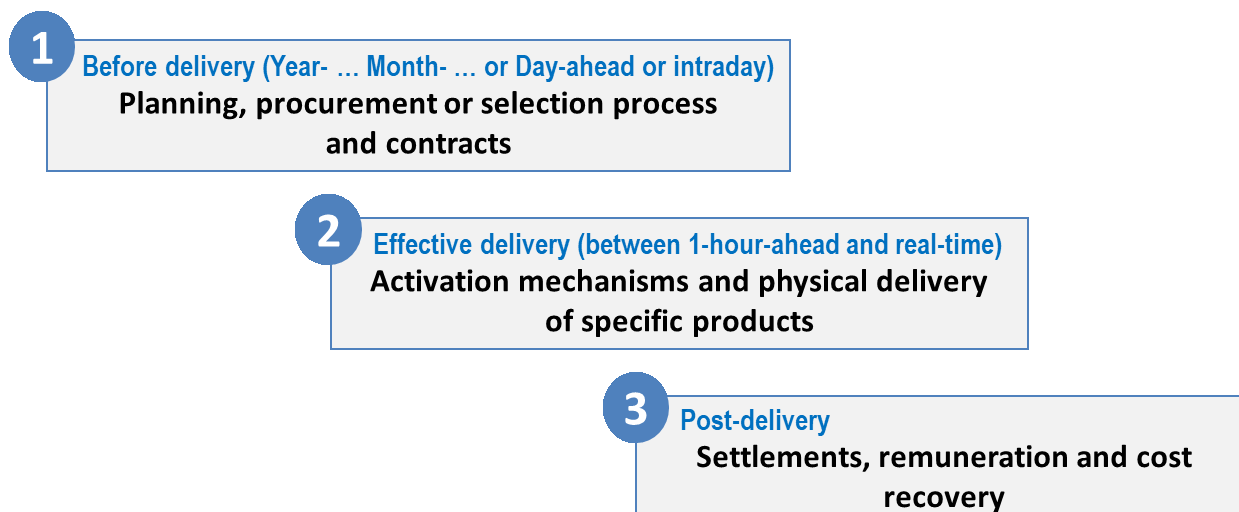 1
Before delivery (Year- … Month- … or Day-ahead or intraday)
Planning, procurement or selection process
and contracts
2
Effective delivery (between 1-hour-ahead and real-time)
Activation mechanisms and physical delivery
of specific products
3
Post-delivery
Settlements, remuneration and cost
recovery